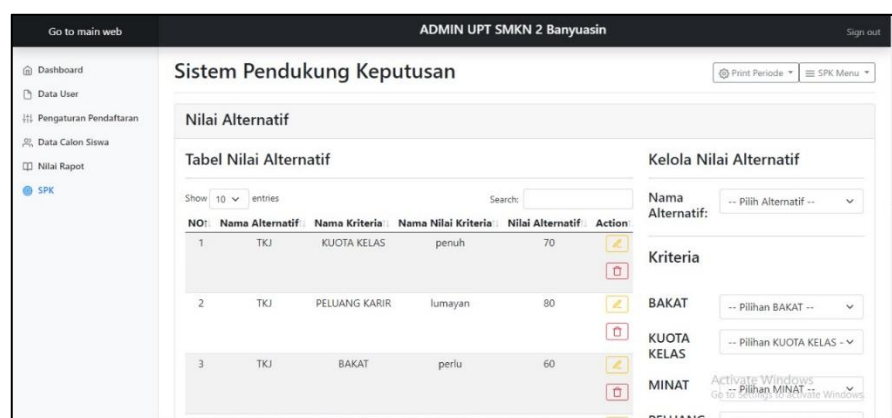 Go to main web
ADMIN UPT SMKN 2 Banyuasin
Sign out
Dashboard
Data User
Pengaturan Pendaftaran
Data Calon Siswa
Nilai Rapot
SPK
Sistem Pendukung Keputusan
Print Periode
SPK Menu
Nilai Alternatif
Tabel Nilai Alternatif
Show 10 entries
Search:
NO Nama Alternatif Nama Kriteria Nama Nilai Kriteria Nilai Alternatif Action
1 TKJ KUOTA KELAS penuh 70
2 TKJ PELUANG KARIR lumayan 80
3 TKJ BAKAT perlu 60
Kelola Nilai Alternatif
Nama Alternatif:
-- Pilih Alternatif --
Kriteria
BAKAT
-- Pilihan BAKAT --
KUOTA KELAS
-- Pilihan KUOTA KELAS -
MINAT
-- Pilihan MINAT --
Activate Windows
Go to Settings to activate Windows.
PELUANG